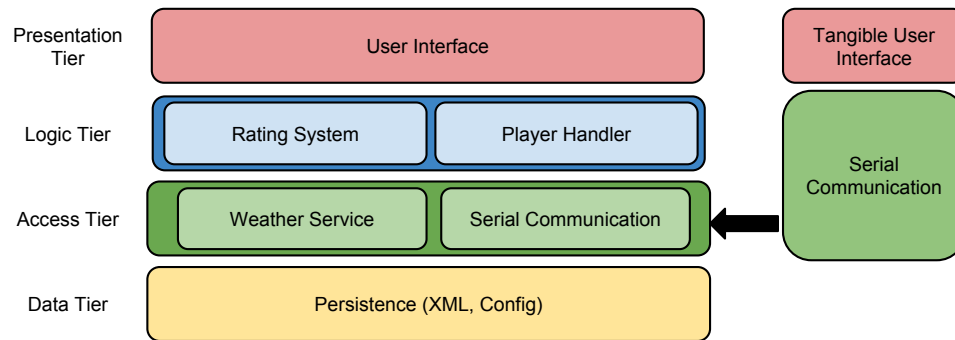 Presentation
Tier
User Interface
Tangible User
Interface
Logic Tier
Rating System
Player Handler
Serial
Communication
Access Tier
Weather Service
Serial Communication
Data Tier
Persistence (XML, Config)